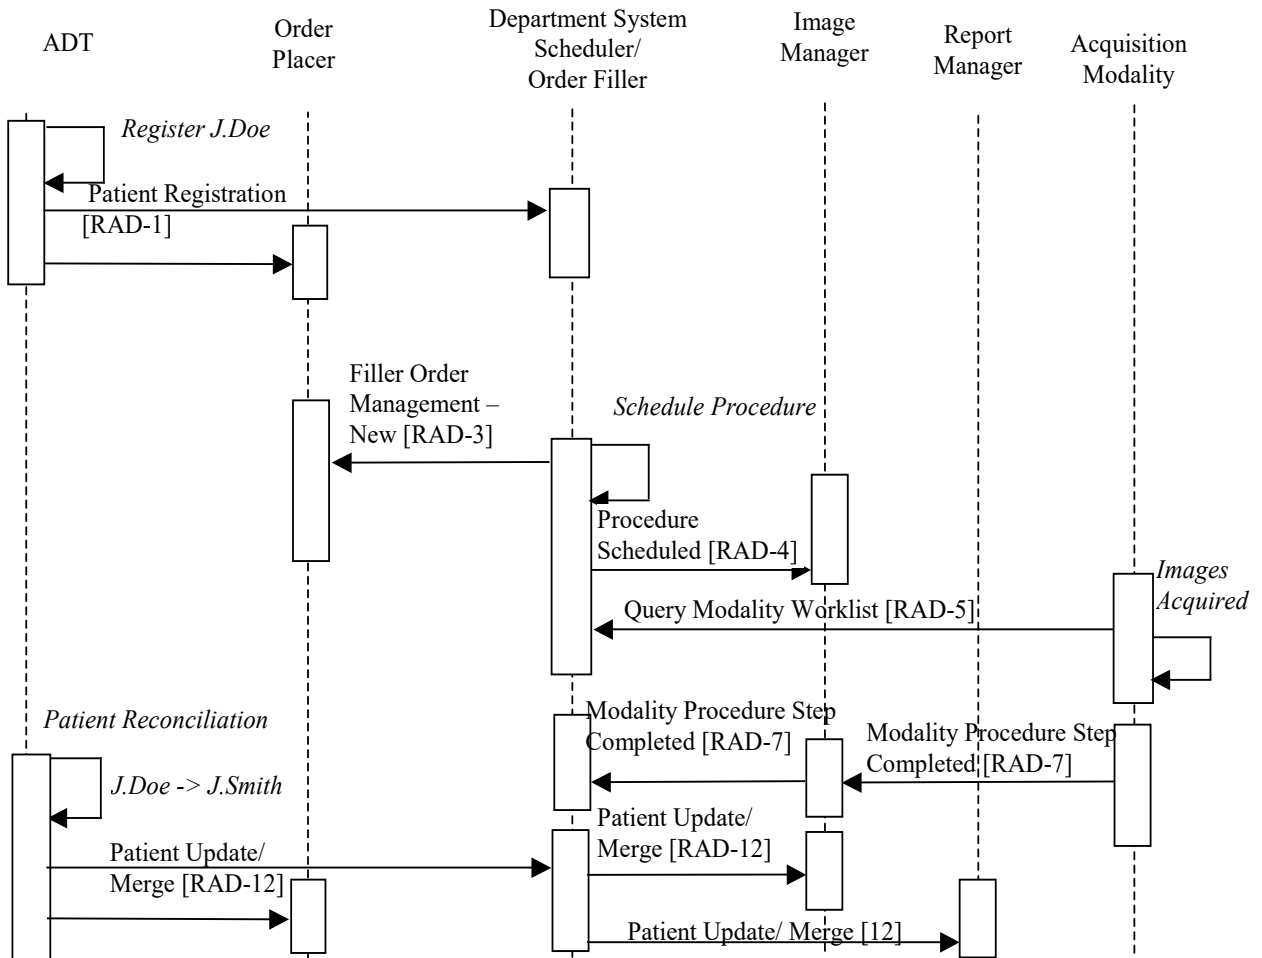 ADT
Order
Placer
Department System
Scheduler/
Order Filler
Image
Manager
Report
Manager
Acquisition
Modality
Register J.Doe
Patient Registration
[RAD-1]
Filler Order
Management –
New [RAD-3]
Schedule Procedure
Procedure
Scheduled [RAD-4]
Images
Acquired
Query Modality Worklist [RAD-5]
Modality Procedure Step
Completed [RAD-7]
Modality Procedure Step
Completed [RAD-7]
Patient Reconciliation
J.Doe -> J.Smith
Patient Update/
Merge [RAD-12]
Patient Update/
Merge [RAD-12]
Patient Update/ Merge [12]